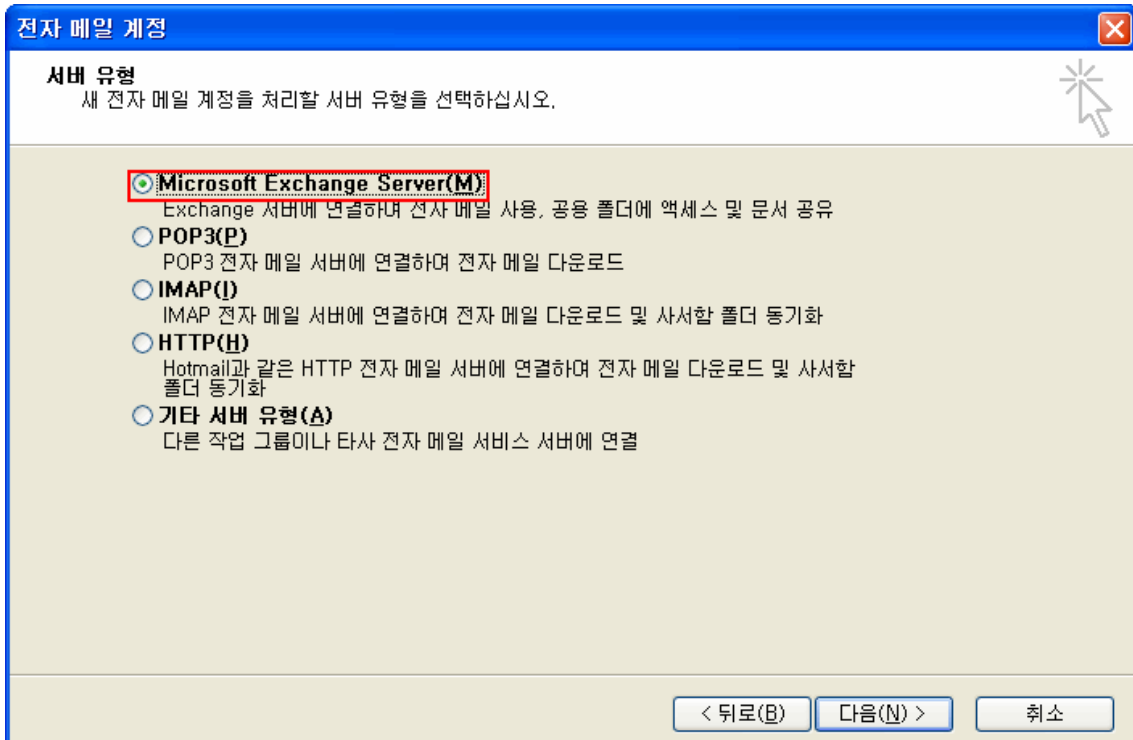 전자 메일 계정
서버 유형
새 전자 메일 계정을 처리할 서버 유형을 선택하십시오.
Microsoft Exchange Server(M)
Exchange 서버에 연결하여 전자 메일 사용, 공용 폴더에 액세스 및 문서 공유
POP3(P)
POP3 전자 메일 서버에 연결하여 전자 메일 다운로드
IMAP(I)
IMAP 전자 메일 서버에 연결하여 전자 메일 다운로드 및 사서함 폴더 동기화
HTTP(H)
Hotmail과 같은 HTTP 전자 메일 서버에 연결하여 전자 메일 다운로드 및 사서함
폴더 동기화
기타 서버 유형(A)
다른 작업 그룹이나 타사 전자 메일 서비스 서버에 연결
< 뒤로(B) 다음(N) > 취소